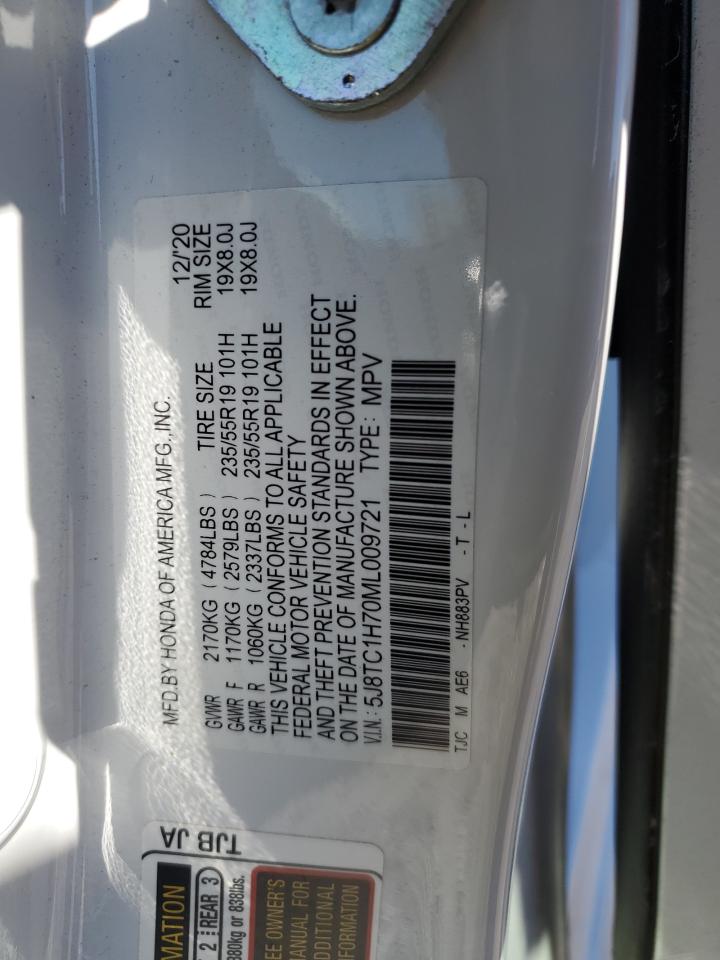 MFD.BY HONDA OF AMERICA MFG.,INC. 12/'20
GVWR 2170KG (4784LBS) TIRE SIZE RIM SIZE
GAWR F 1170KG (2579LBS) 235/55R19 101H 19X8.0J
GAWR R 1060KG (2337LBS) 235/55R19 101H 19X8.0J
THIS VEHICLE CONFORMS TO ALL APPLICABLE
FEDERAL MOTOR VEHICLE SAFETY
AND THEFT PREVENTION STANDARDS IN EFFECT
ON THE DATE OF MANUFACTURE SHOWN ABOVE.
V.I.N.: 5J8TC1H70ML009721 TYPE: MPV
TJC M AE6 -NH883PV -T-L
TJB JA
MATION
2 REAR 3
380kg or 838lbs.
EE OWNER'S
MANUAL FOR
DDITIONAL
FORMATION